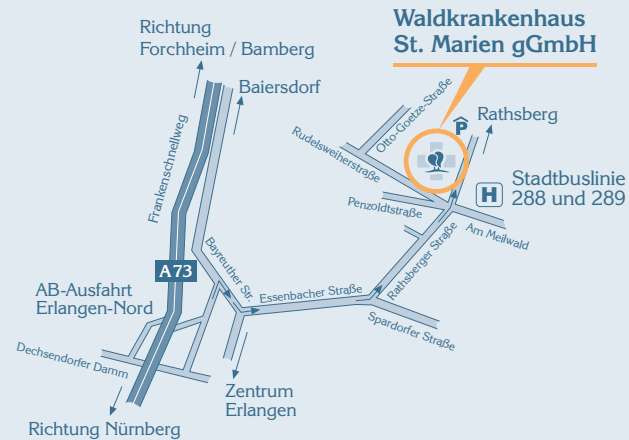 Waldkrankenhaus
St. Marien gGmbH
Richtung
Forchheim / Bamberg
Baiersdorf
Otto-Goetze-Straße
P
Rathsberg
Rudelsweiherstraße
Frankenschnellweg
H
Stadtbuslinie
288 und 289
Penzoldtstraße
Am Meilwald
Bayreuther Str.
Rathsberger Straße
A 73
AB-Ausfahrt
Erlangen-Nord
Essenbacher Straße
Spardorfer Straße
Dechsendorfer Damm
Zentrum
Erlangen
Richtung Nürnberg